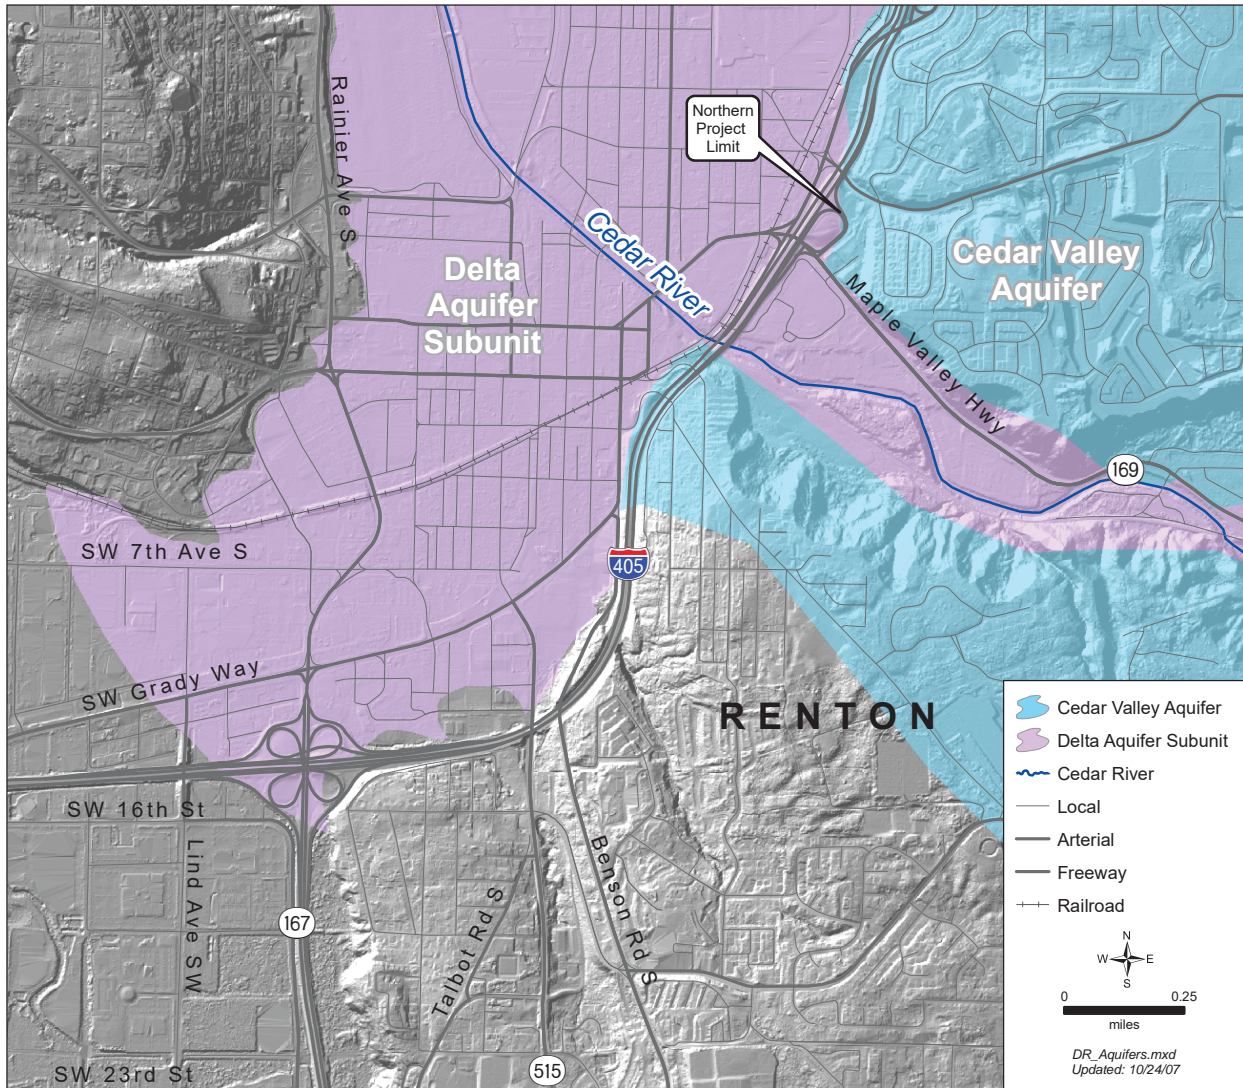 Rainier Ave S
Northern
Project
Limit
Cedar River
Delta
Aquifer
Subunit
Cedar Valley
Aquifer
Maple Valley Hwy
169
SW 7th Ave S
405
SW Grady Way
RENTON
SW 16th St
Lind Ave SW
167
Talbot Rd S
Benson Rd S
515
SW 23rd St
Cedar Valley Aquifer
Delta Aquifer Subunit
Cedar River
Local
Arterial
Freeway
Railroad
N
W E
S
0 0.25
miles
DR_Aquifers.mxd
Updated: 10/24/07